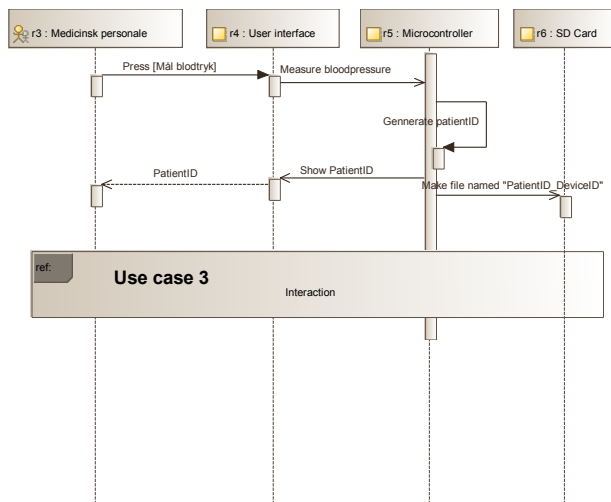 r3 : Medicinsk personale
r4 : User interface
r5 : Microcontroller
r6 : SD Card
Press [Mål blodtryk]
Measure bloodpressure
Gennerate patientID
PatientID
Show PatientID
Make file named "PatientID_DeviceID"
ref:
Use case 3
Interaction